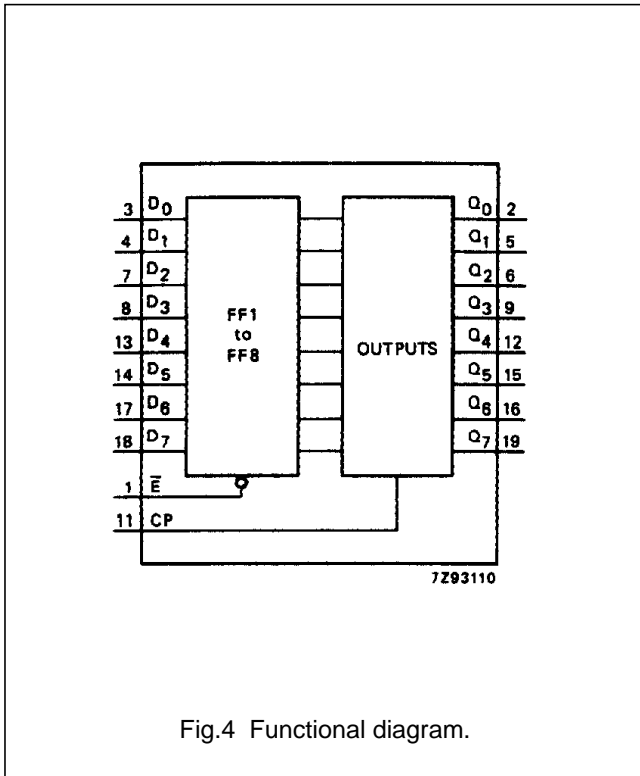 3 D0 Q0 2
4 D1 Q1 5
7 D2 Q2 6
8 D3 FF1 Q3 9
13 D4 to OUTPUTS Q4 12
14 D5 FF8 Q5 15
17 D6 Q6 16
18 D7 Q7 19
1 E̅
11 CP
7Z93110
Fig.4 Functional diagram.